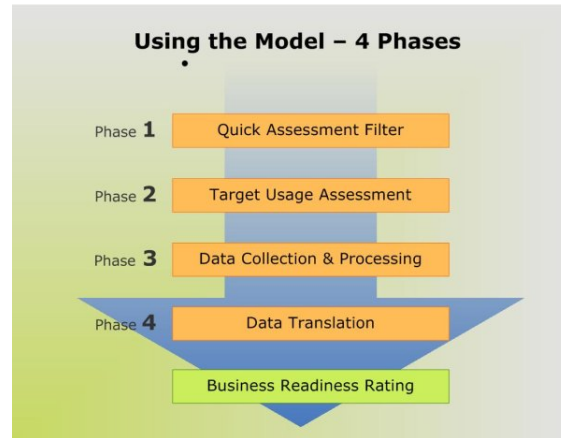 Using the Model – 4 Phases
•
Phase 1 Quick Assessment Filter
Phase 2 Target Usage Assessment
Phase 3 Data Collection & Processing
Phase 4 Data Translation
Business Readiness Rating